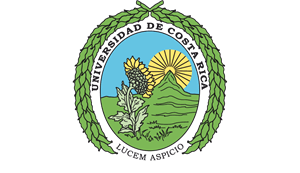 UNIVERSIDAD DE COSTA RICA
LUCEM ASPICIO